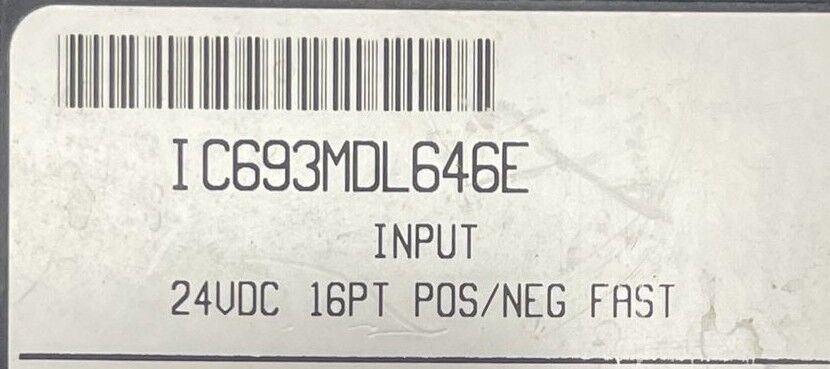 IC693MDL646E
INPUT
24VDC 16PT POS/NEG FAST